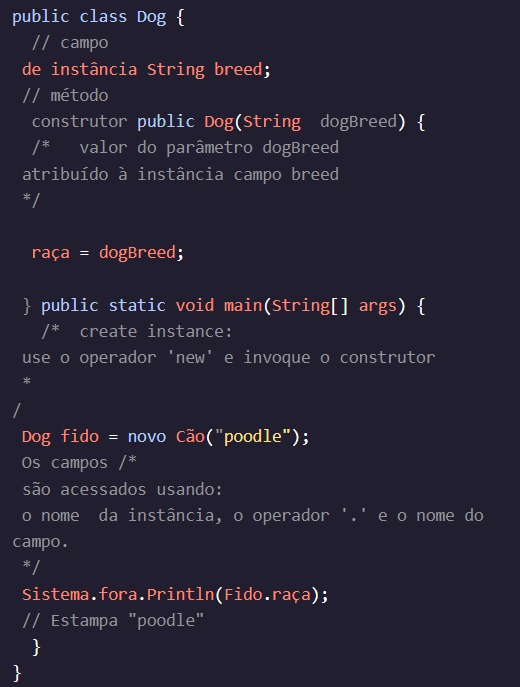 public class Dog {
// campo
de instância String breed;
// método
construtor public Dog(String dogBreed) {
/* valor do parâmetro dogBreed
atribuído à instância campo breed
*/
raça = dogBreed;
} public static void main(String[] args) {
/* create instance:
use o operador 'new' e invoque o construtor
*
/
Dog fido = novo Cão("poodle");
Os campos /*
são acessados usando:
o nome da instância, o operador '.' e o nome do
campo.
*/
Sistema.fora.Println(Fido.raça);
// Estampa "poodle"
}
}